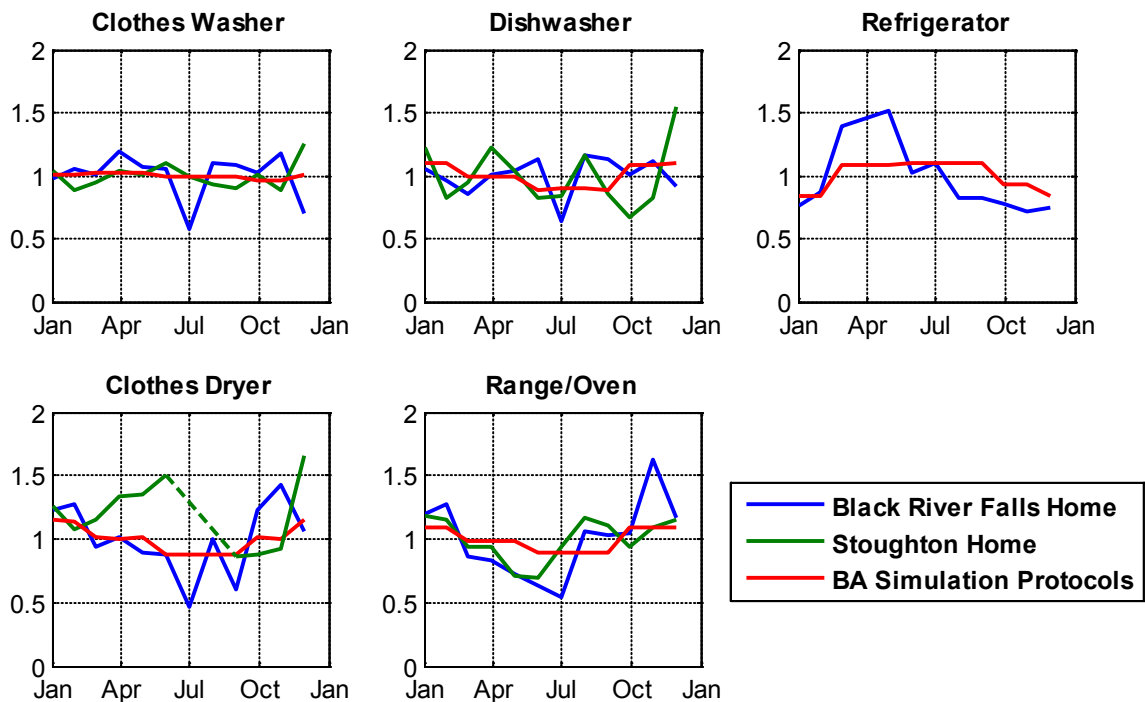 Clothes Washer
2
1.5
1
0.5
0
Jan Apr Jul Oct Jan
Dishwasher
2
1.5
1
0.5
0
Jan Apr Jul Oct Jan
Refrigerator
2
1.5
1
0.5
0
Jan Apr Jul Oct Jan
Clothes Dryer
2
1.5
1
0.5
0
Jan Apr Jul Oct Jan
Range/Oven
2
1.5
1
0.5
0
Jan Apr Jul Oct Jan
Black River Falls Home
Stoughton Home
BA Simulation Protocols